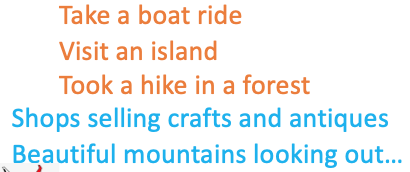 Take a boat ride
Visit an island
Took a hike in a forest
Shops selling crafts and antiques
Beautiful mountains looking out...